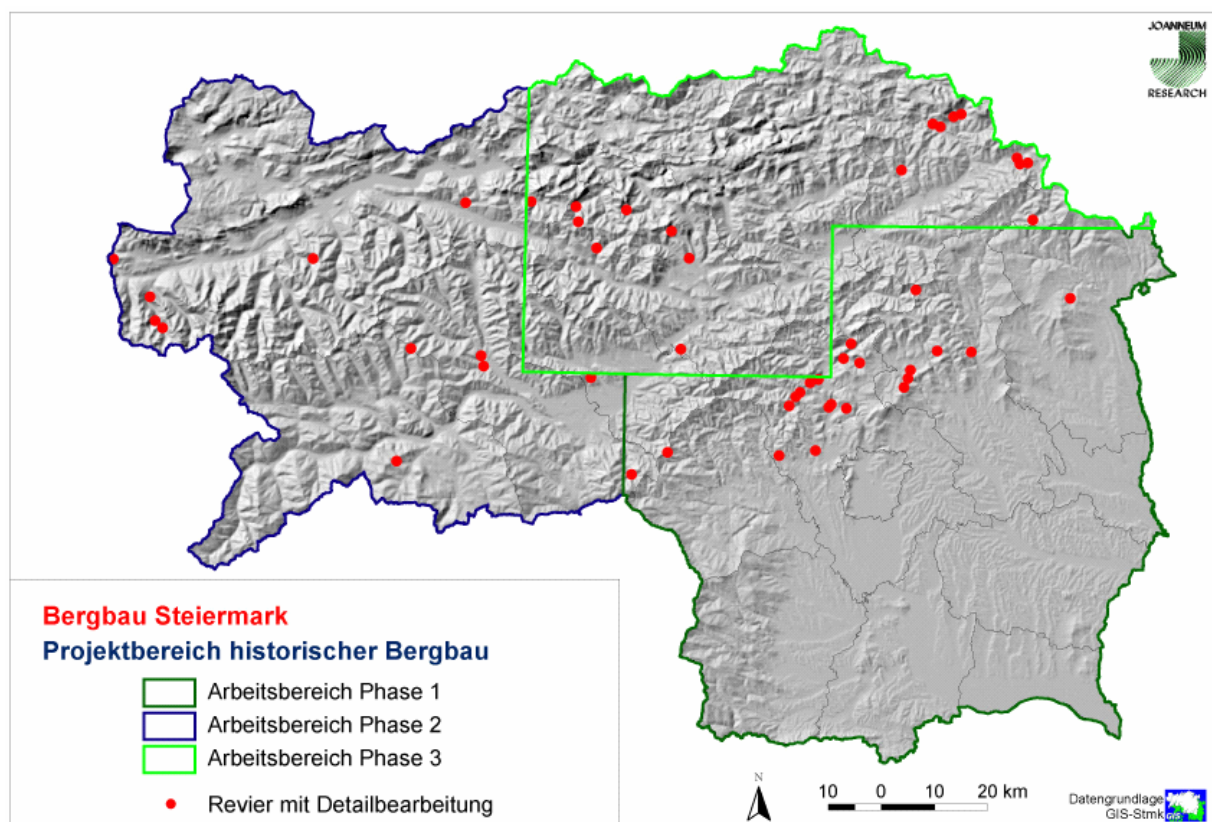 JOANNEUM
RESEARCH
Bergbau Steiermark
Projektbereich historischer Bergbau
Arbeitsbereich Phase 1
Arbeitsbereich Phase 2
Arbeitsbereich Phase 3
Revier mit Detailbearbeitung
N
10 0 10 20 km
Datengrundlage
GIS-Stmk
GIS